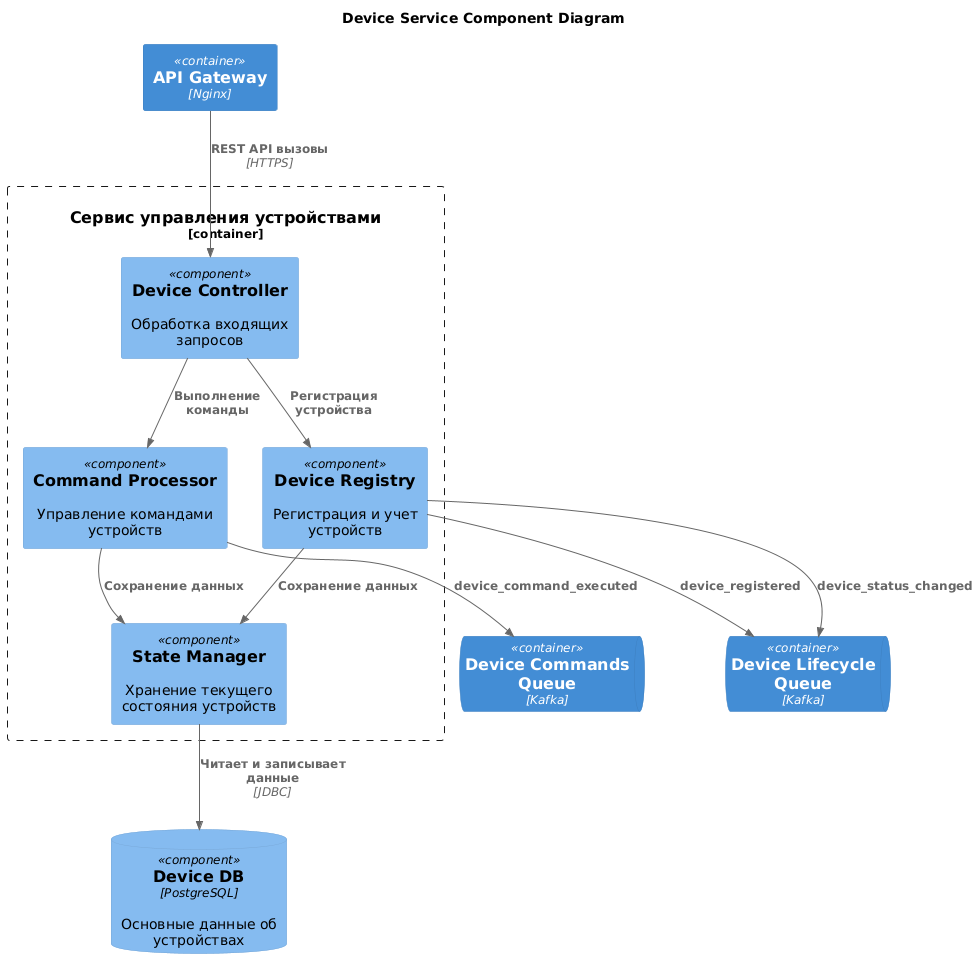 Device Service Component Diagram
«container»
API Gateway
[Nginx]
REST API вызовы
[HTTPS]
Сервис управления устройствами
[container]
«component»
Device Controller
Обработка входящих
запросов
Выполнение
команды
Регистрация
устройства
«component»
Command Processor
Управление командами
устройств
«component»
Device Registry
Регистрация и учет
устройств
Сохранение данных
Сохранение данных
device_command_executed
device_registered
device_status_changed
«component»
State Manager
Хранение текущего
состояния устройств
«container»
Device Commands
Queue
[Kafka]
«container»
Device Lifecycle
Queue
[Kafka]
Читает и записывает
данные
[JDBC]
«component»
Device DB
[PostgreSQL]
Основные данные об
устройствах